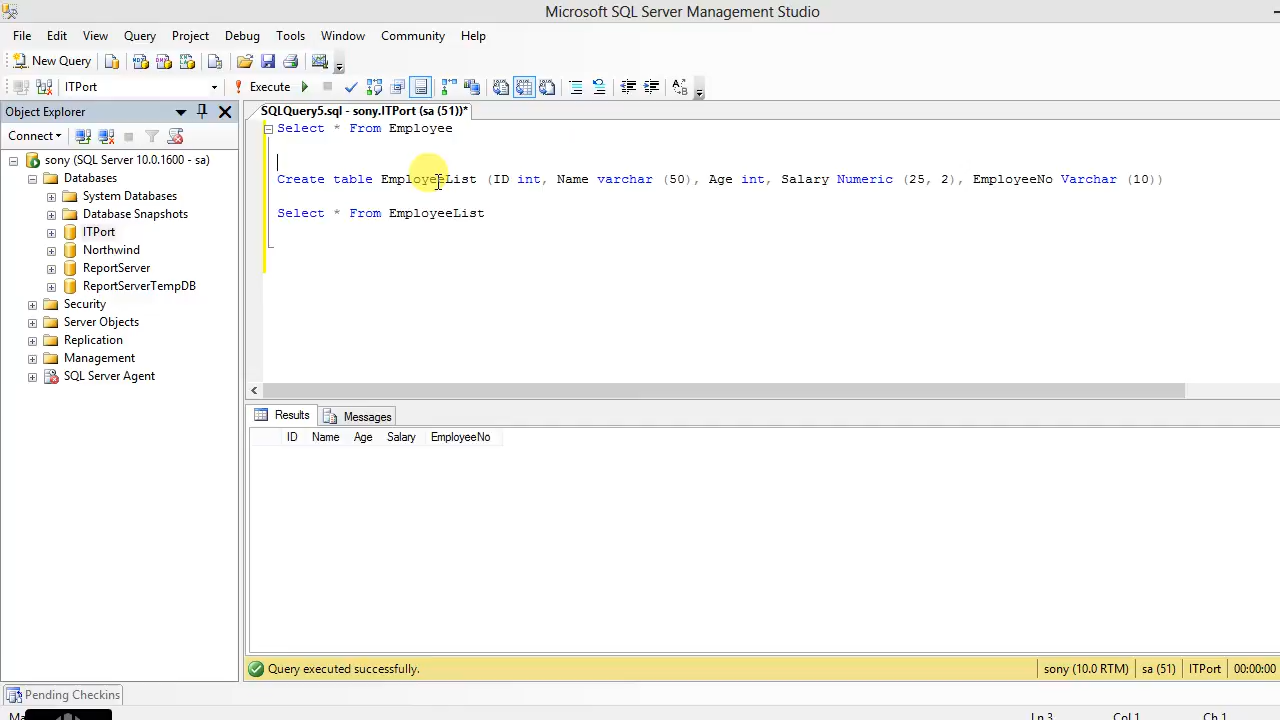 Microsoft SQL Server Management Studio
File Edit View Query Project Debug Tools Window Community Help
New Query
ITPort Execute
Object Explorer
Connect
sony (SQL Server 10.0.1600 - sa)
Databases
System Databases
Database Snapshots
ITPort
Northwind
ReportServer
ReportServerTempDB
Security
Server Objects
Replication
Management
SQL Server Agent
SQLQuery5.sql - sony.ITPort (sa (51))*
Select * From Employee
Create table EmployeeList (ID int, Name varchar (50), Age int, Salary Numeric (25, 2), EmployeeNo Varchar (10))
Select * From EmployeeList
Results Messages
ID Name Age Salary EmployeeNo
Query executed successfully. sony (10.0 RTM) sa (51) ITPort 00:00:00
Pending Checkins
Ln 3 Col 1 Ch 1